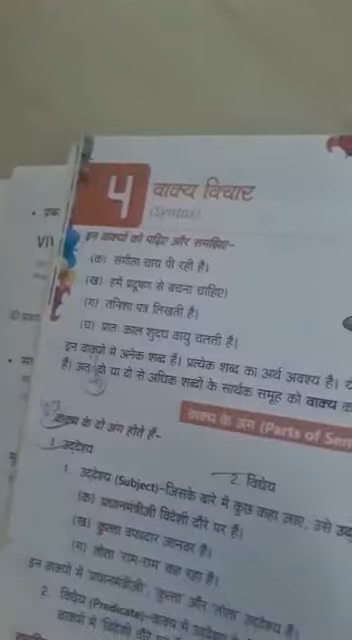 4
वाक्य विचार
(Syntax)
इन वाक्यों को पढ़िए और समझिए–
(क) संगीता चाय पी रही है।
(ख) हमें प्रदूषण से बचना चाहिए।
(ग) तनिशा पत्र लिखती है।
(घ) प्रातः काल शुद्ध वायु चलती है।
इन वाक्यों में अनेक शब्द हैं। प्रत्येक शब्द का अर्थ अवश्य है।
है। अतः दो या दो से अधिक शब्दों के सार्थक समूह को वाक्य
वाक्य के अंग (Parts of Sen
वाक्य के दो अंग होते हैं–
1. उद्देश्य
2. विधेय
1. उद्देश्य (Subject)–जिसके बारे में कुछ कहा जाए, उसे उद्
(क) प्रधानमंत्रीजी विदेशी दौरे पर हैं।
(ख) कुत्ता वफादार जानवर है।
(ग) तोता राम-राम कह रहा है।
इन वाक्यों में 'प्रधानमंत्रीजी', कुत्ता और तोता उद्देश्य हैं।
2. विधेय (Predicate)–वाक्य में उद्देश्य
वाक्यों में विदेशी दौरे